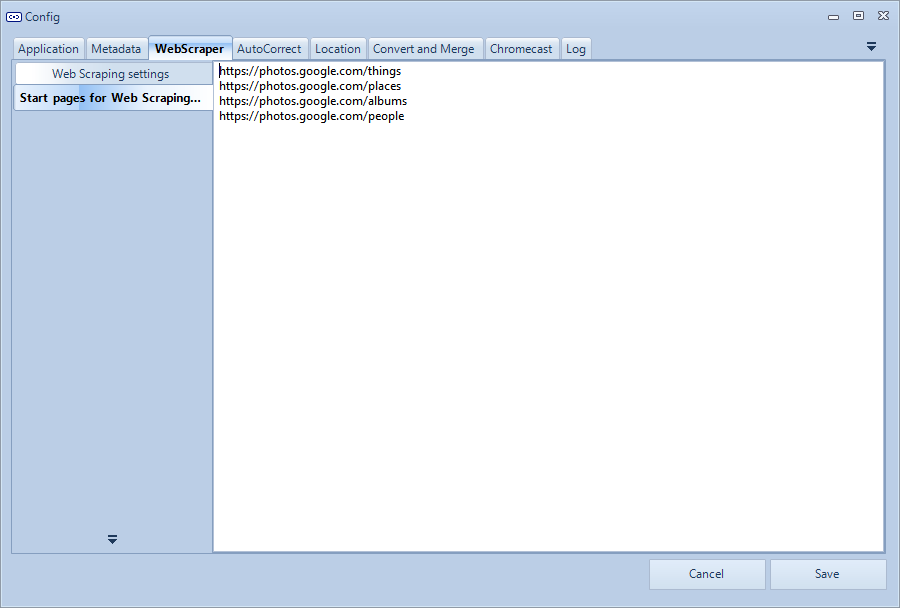 Config
Application Metadata WebScraper AutoCorrect Location Convert and Merge Chromecast Log
Web Scraping settings
Start pages for Web Scraping...
https://photos.google.com/things
https://photos.google.com/places
https://photos.google.com/albums
https://photos.google.com/people
Cancel Save